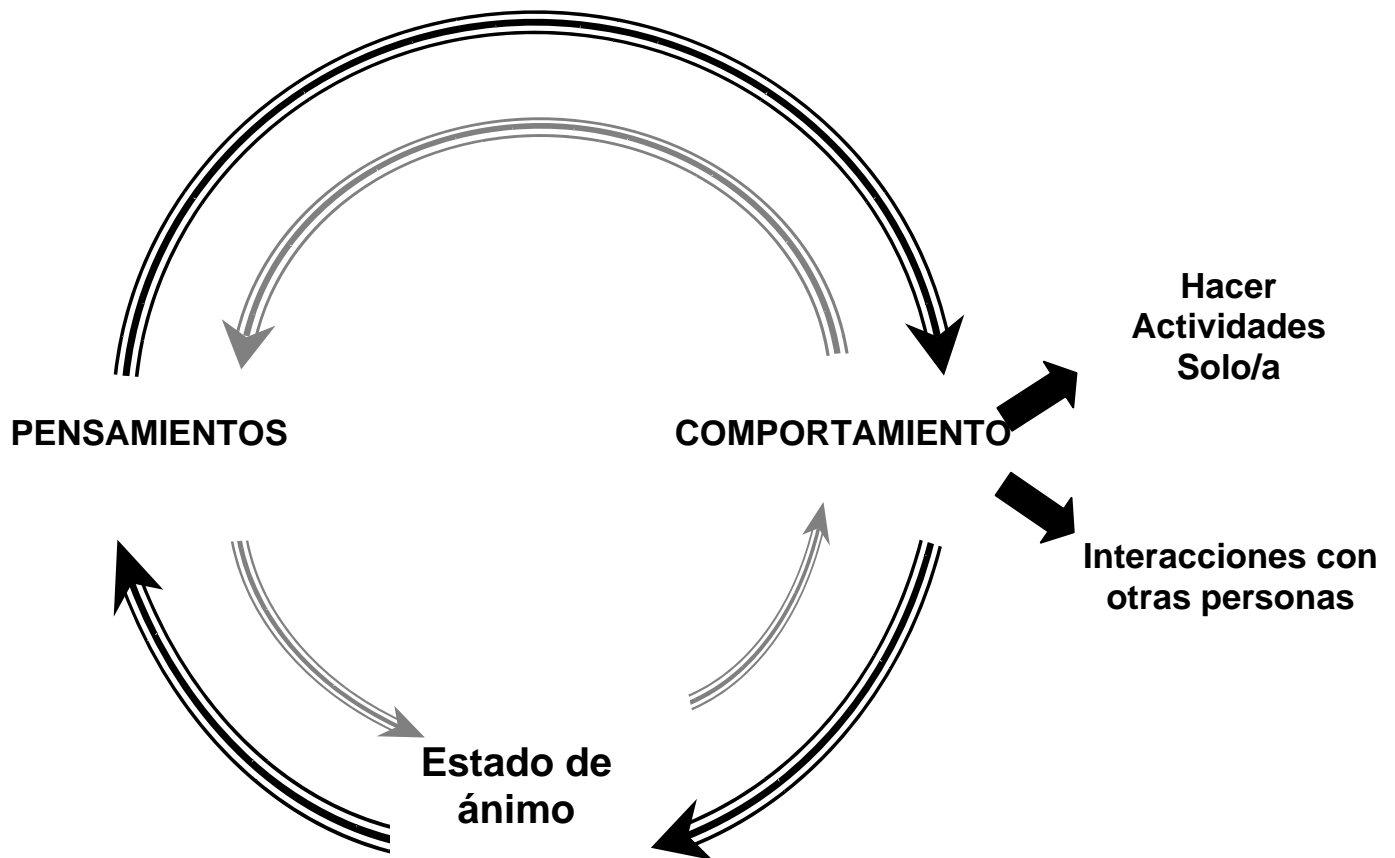 Hacer
Actividades
Solo/a
PENSAMIENTOS
COMPORTAMIENTO
Interacciones con
otras personas
Estado de
ánimo